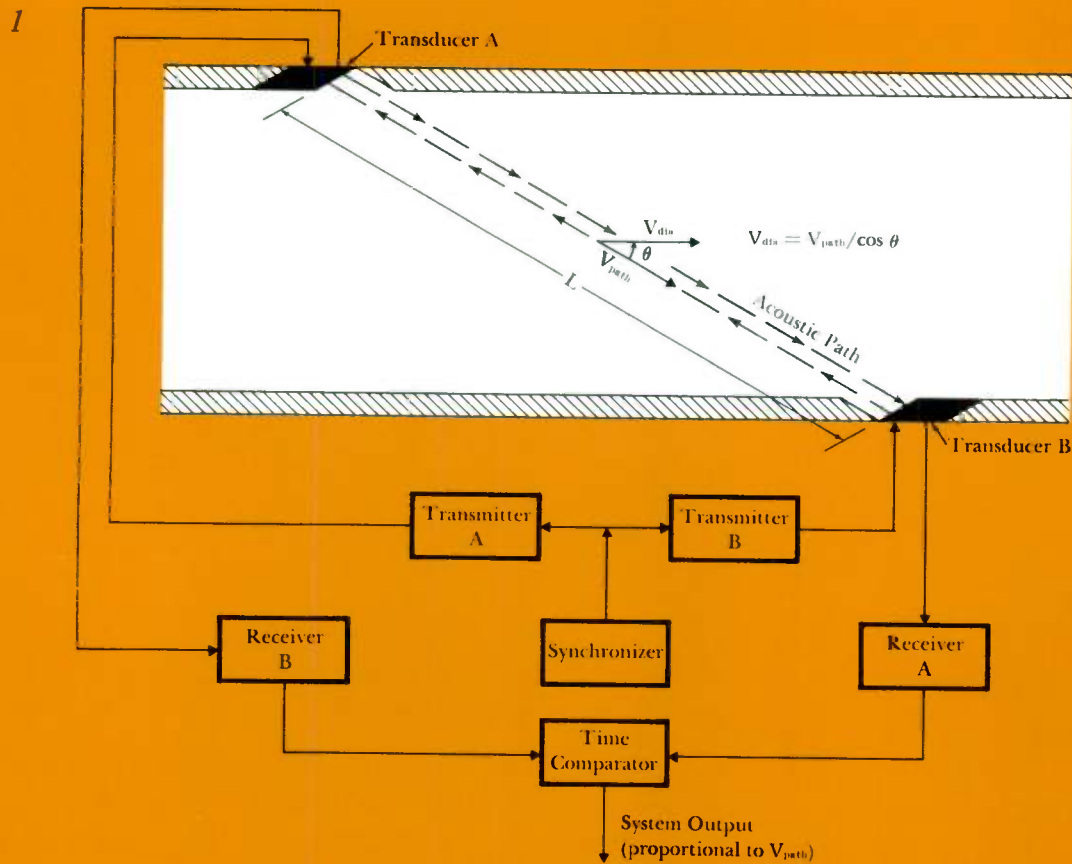 1
Transducer A
V_dia
V_dia = V_path/cos θ
θ
V_path
L
Acoustic Path
Transducer B
Transmitter
A
Transmitter
B
Receiver
B
Synchronizer
Receiver
A
Time
Comparator
System Output
(proportional to V_path)